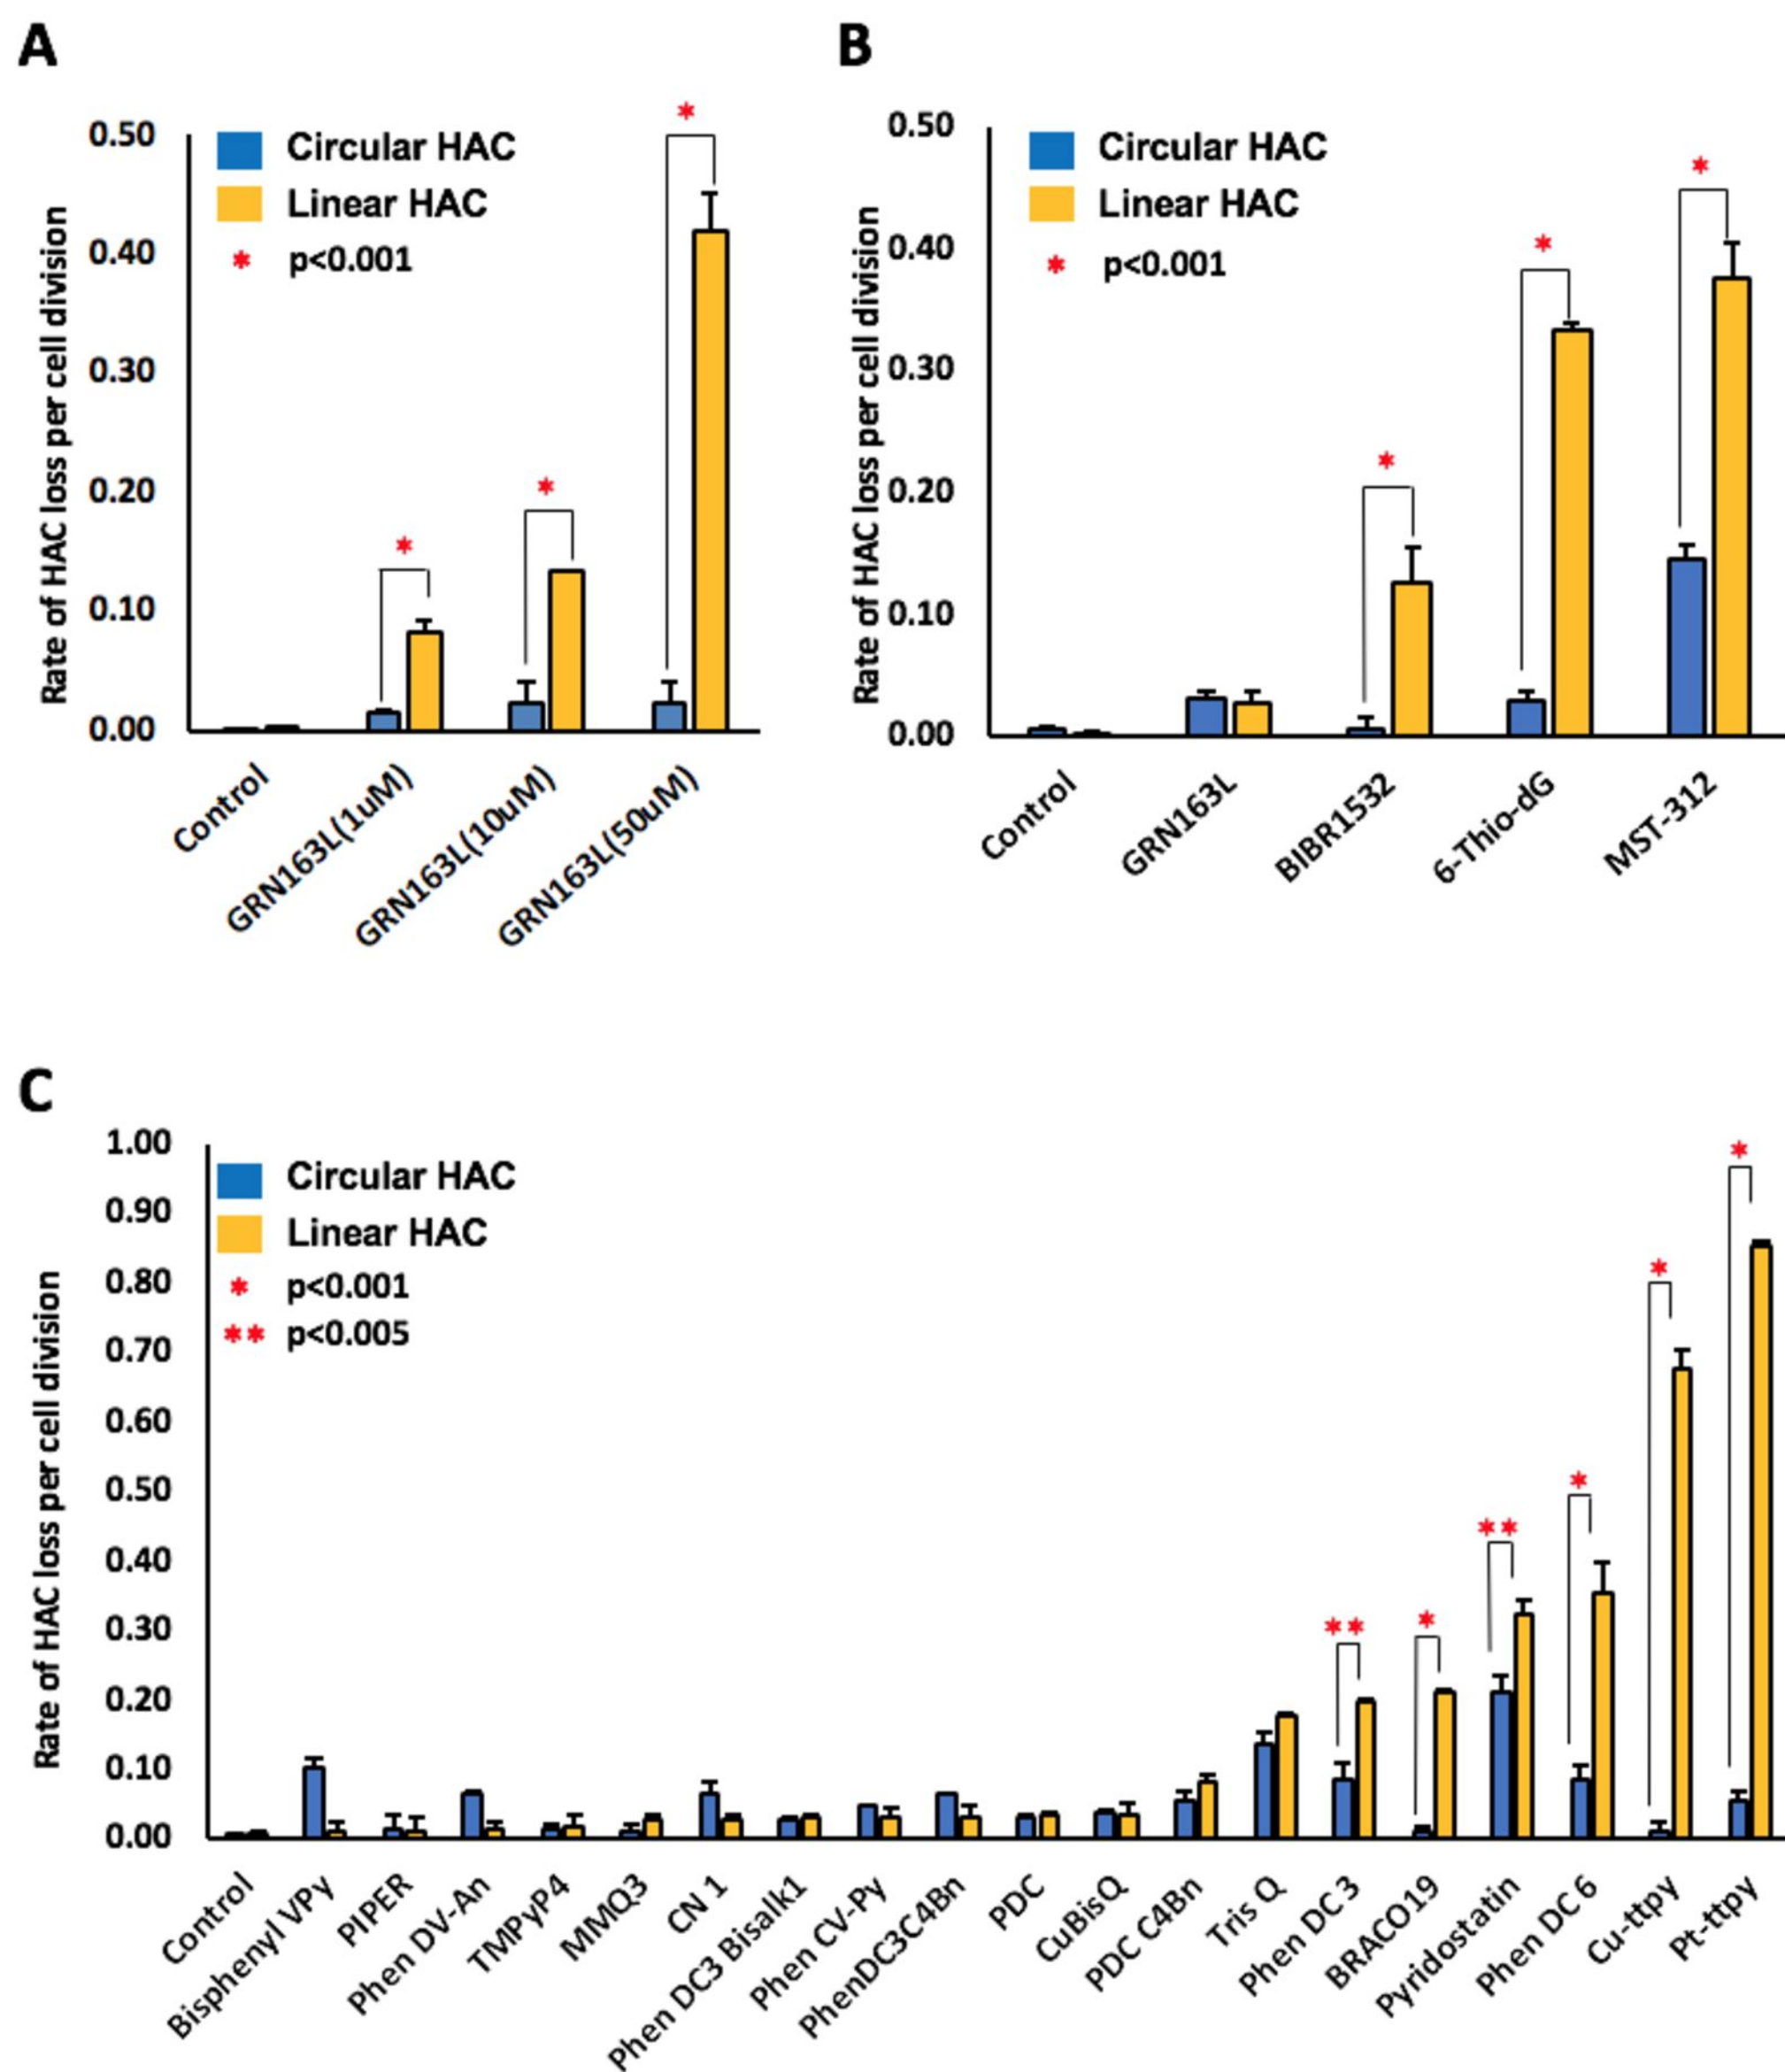 A
Rate of HAC loss per cell division
0.50
0.40
0.30
0.20
0.10
0.00
Circular HAC
Linear HAC
* p<0.001
*
*
*
Control
GRN163L(1uM)
GRN163L(10uM)
GRN163L(50uM)
B
Rate of HAC loss per cell division
0.50
0.40
0.30
0.20
0.10
0.00
Circular HAC
Linear HAC
* p<0.001
*
*
*
Control
GRN163L
BIBR1532
6-Thio-dG
MST-312
C
Rate of HAC loss per cell division
1.00
0.90
0.80
0.70
0.60
0.50
0.40
0.30
0.20
0.10
0.00
Circular HAC
Linear HAC
* p<0.001
** p<0.005
**
*
**
*
*
*
Control
Bisphenyl VPy
PIPER
Phen DV-An
TMPyP4
MMQ3
CN 1
Phen DC3 Bisalk1
Phen CV-Py
PhenDC3C4Bn
PDC
CuBisQ
PDC C4Bn
Tris Q
Phen DC 3
BRACO19
Pyridostatin
Phen DC 6
Cu-ttpy
Pt-ttpy